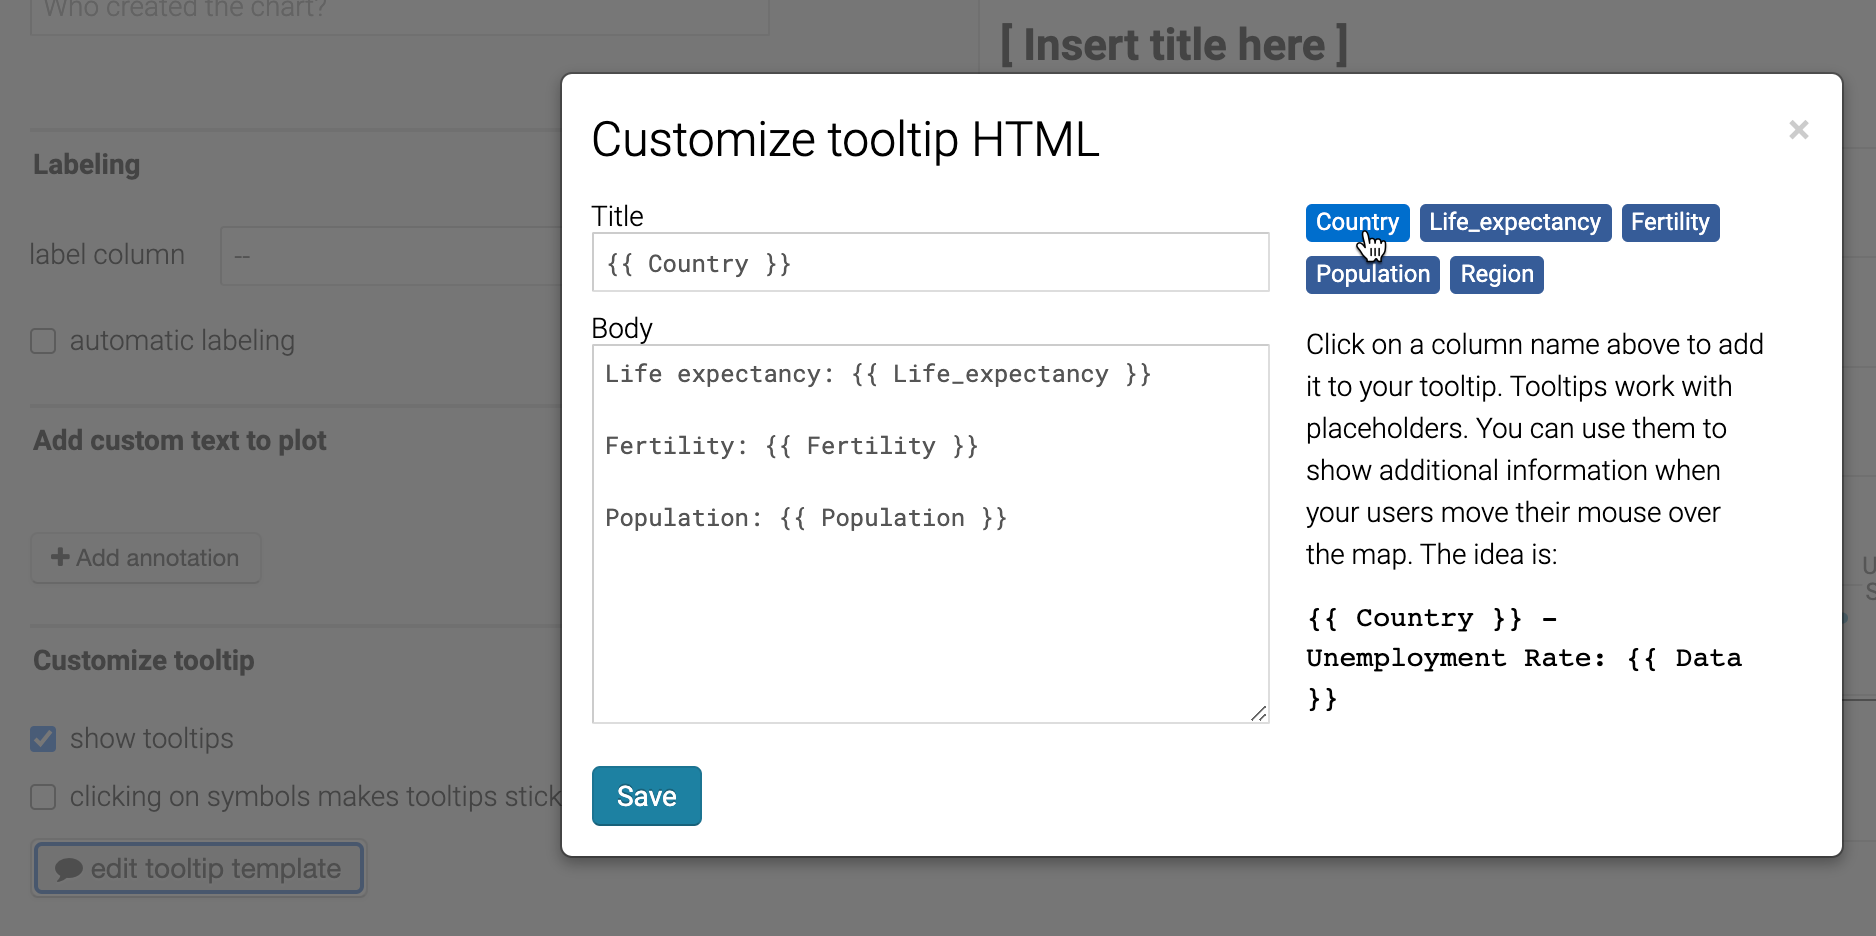 Who created the chart?
[ Insert title here ]
Labeling
label column
--
automatic labeling
Add custom text to plot
Add annotation
Customize tooltip
show tooltips
clicking on symbols makes tooltips stick
edit tooltip template
Customize tooltip HTML
×
Title
{{ Country }}
Body
Life expectancy: {{ Life_expectancy }}
Fertility: {{ Fertility }}
Population: {{ Population }}
Save
Country Life_expectancy Fertility
Population Region
Click on a column name above to add
it to your tooltip. Tooltips work with
placeholders. You can use them to
show additional information when
your users move their mouse over
the map. The idea is:
{{ Country }} –
Unemployment Rate: {{ Data
}}